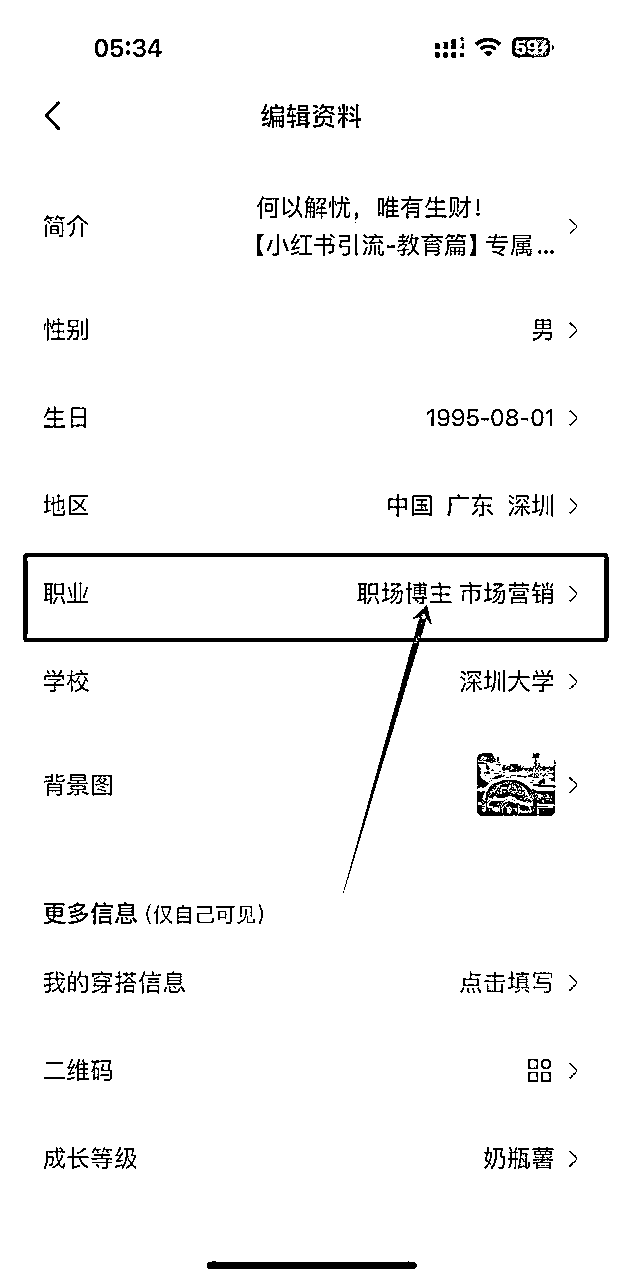 05:34
59
编辑资料
简介
何以解忧，唯有生财！
【小红书引流-教育篇】专属...
性别 男
生日 1995-08-01
地区 中国 广东 深圳
职业 职场博主 市场营销
学校 深圳大学
背景图
更多信息 (仅自己可见)
我的穿搭信息 点击填写
二维码
成长等级 奶瓶薯